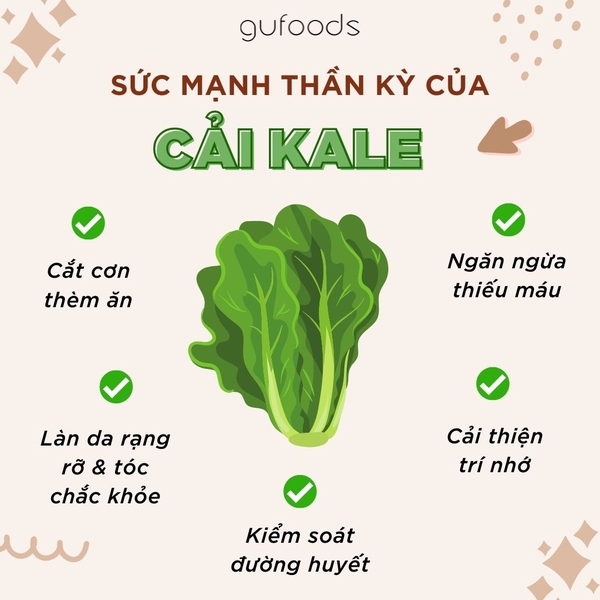 gufoods
SỨC MẠNH THẦN KỲ CỦA
CẢI KALE
Cắt cơn
thèm ăn
Ngăn ngừa
thiếu máu
Làn da rạng
rỡ & tóc
chắc khỏe
Cải thiện
trí nhớ
Kiểm soát
đường huyết